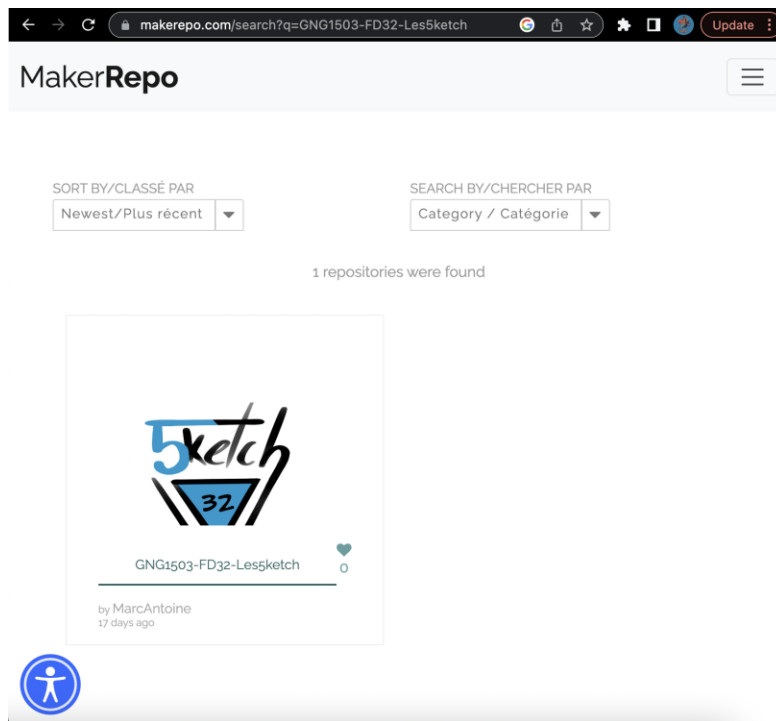 makerepo.com/search?q=GNG1503-FD32-Les5ketch
Update
MakerRepo
SORT BY/CLASSÉ PAR
Newest/Plus récent
SEARCH BY/CHERCHER PAR
Category / Catégorie
1 repositories were found
5ketch
32
GNG1503-FD32-Les5ketch
0
by MarcAntoine
17 days ago